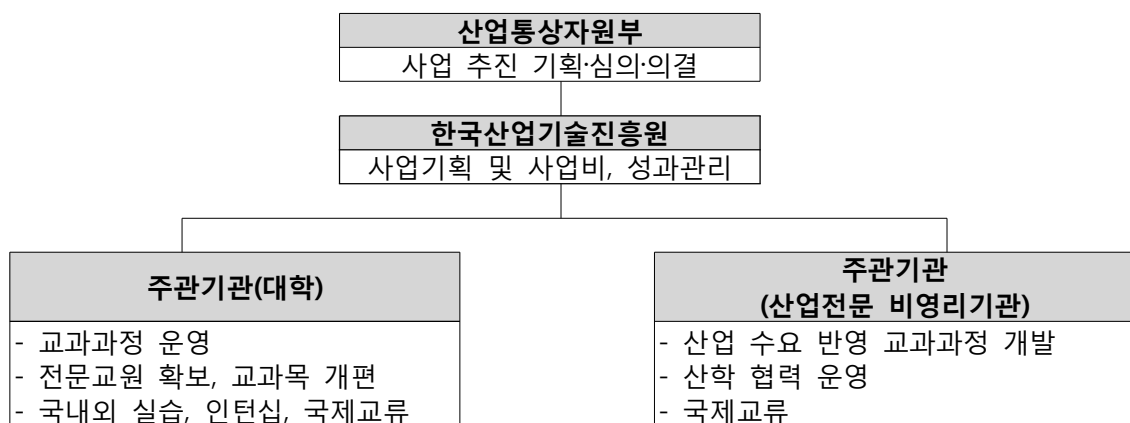 산업통상자원부
사업 추진 기획·심의·의결
한국산업기술진흥원
사업기획 및 사업비, 성과관리
주관기관(대학)
- 교과과정 운영
- 전문교원 확보, 교과목 개편
- 국내외 실습, 인턴십, 국제교류
주관기관
(산업전문 비영리기관)
- 산업 수요 반영 교과과정 개발
- 산학 협력 운영
- 국제교류